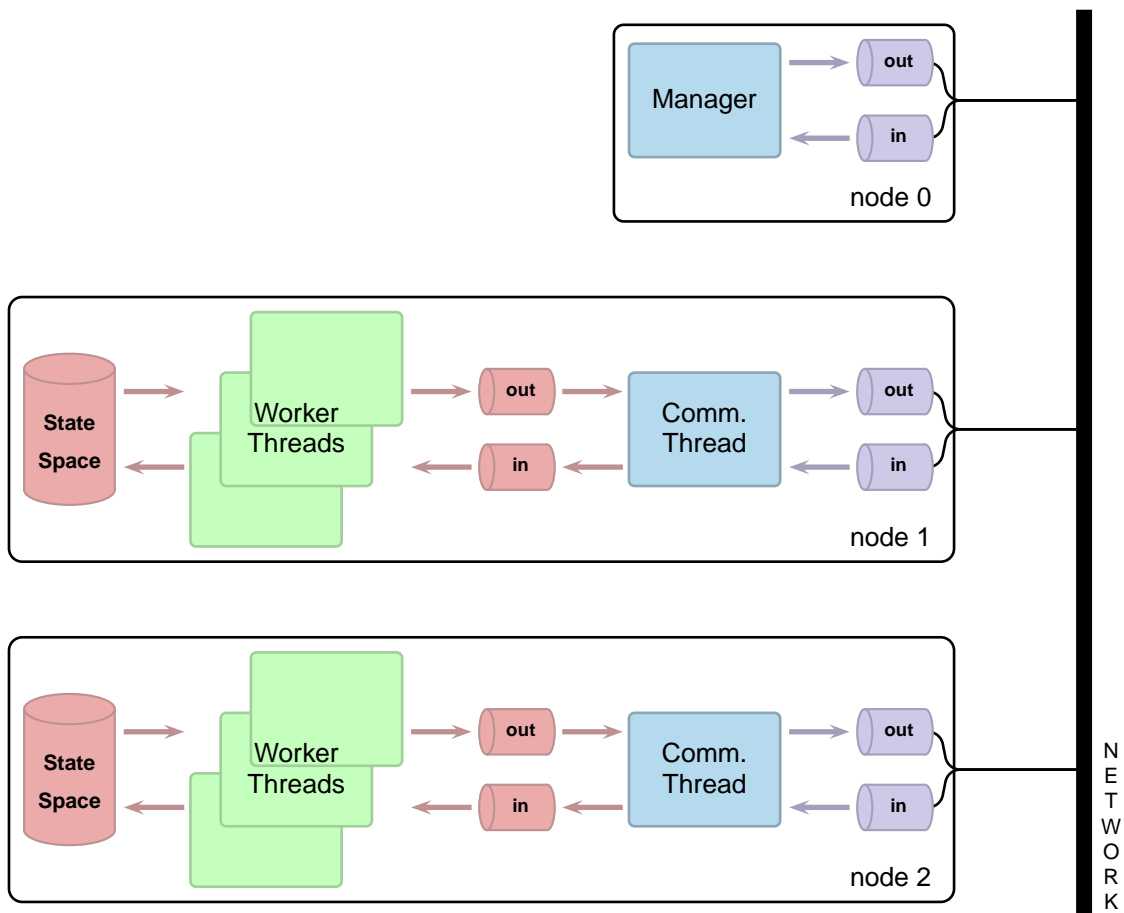 out
Manager
in
node 0
out
State
Space
Worker
Threads
Comm.
Thread
in
node 1
out
State
Space
Worker
Threads
Comm.
Thread
in
node 2
out
in
out
in
NETWORK